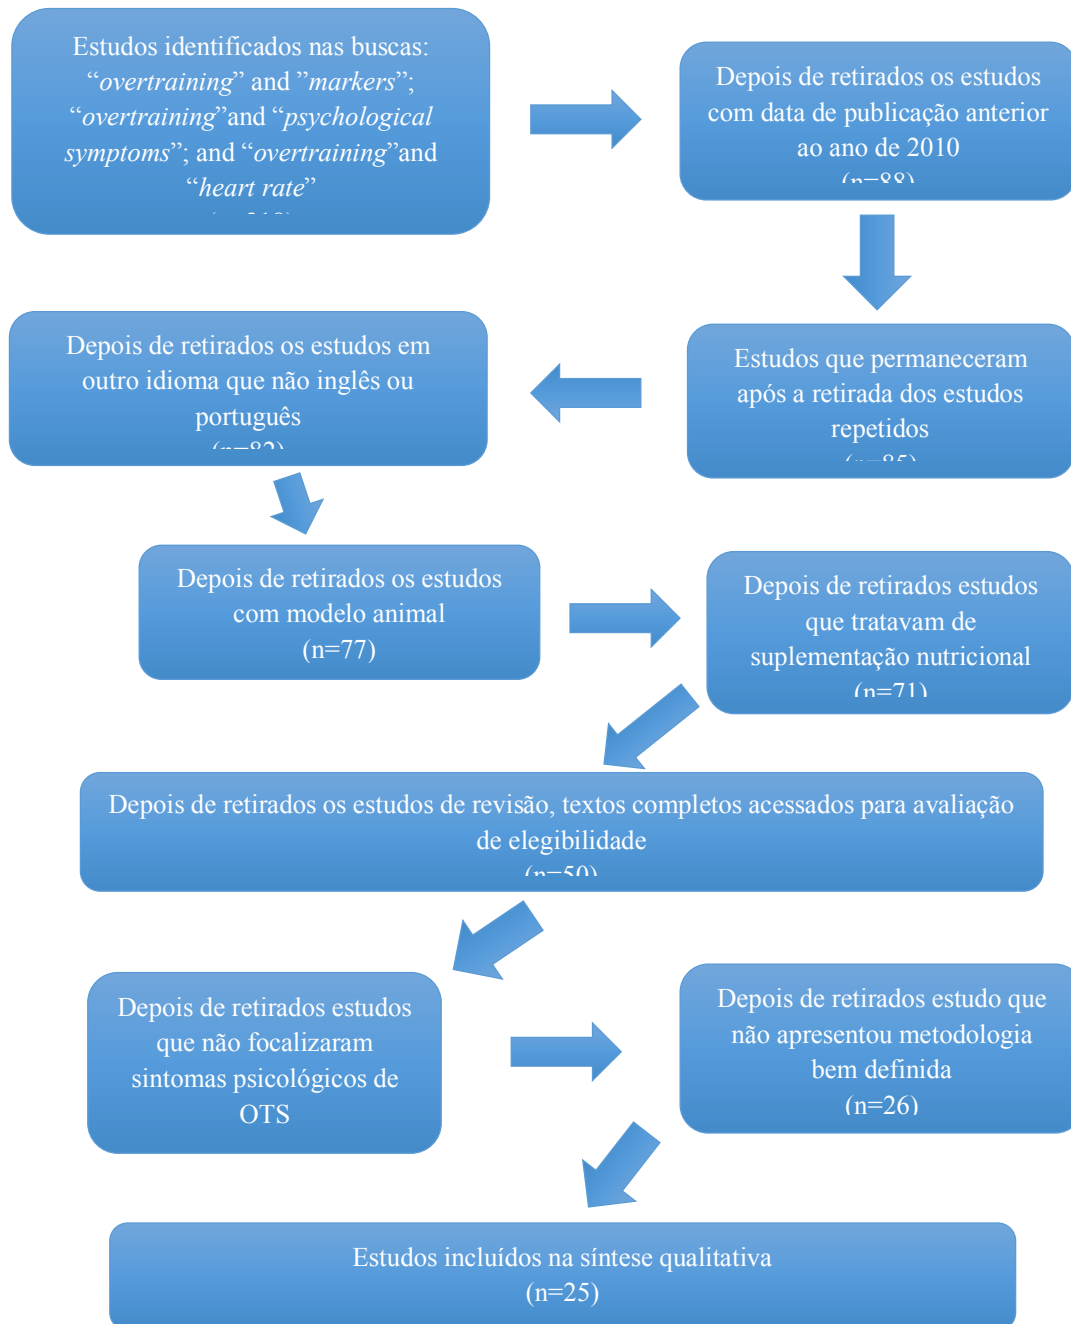 Estudos identificados nas buscas:
“overtraining” and ”markers”;
“overtraining”and “psychological
symptoms”; and “overtraining”and
“heart rate”
Depois de retirados os estudos
com data de publicação anterior
ao ano de 2010
(n=88)
Estudos que permaneceram
após a retirada dos estudos
repetidos
(n=85)
Depois de retirados os estudos em
outro idioma que não inglês ou
português
(n=82)
Depois de retirados os estudos
com modelo animal
(n=77)
Depois de retirados estudos
que tratavam de
suplementação nutricional
(n=71)
Depois de retirados os estudos de revisão, textos completos acessados para avaliação
de elegibilidade
(n=50)
Depois de retirados estudos
que não focalizaram
sintomas psicológicos de
OTS
Depois de retirados estudo que
não apresentou metodologia
bem definida
(n=26)
Estudos incluídos na síntese qualitativa
(n=25)